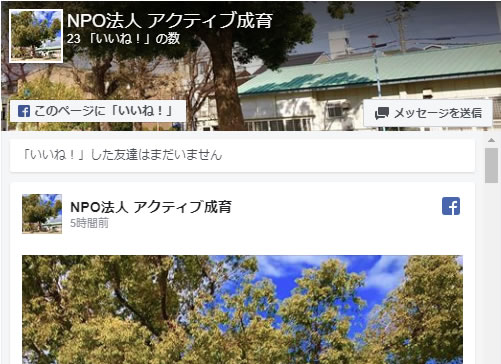 NPO法人 アクティブ成育
23 「いいね！」の数
このページに「いいね！」
メッセージを送信
「いいね！」した友達はまだいません
NPO法人 アクティブ成育
5時間前